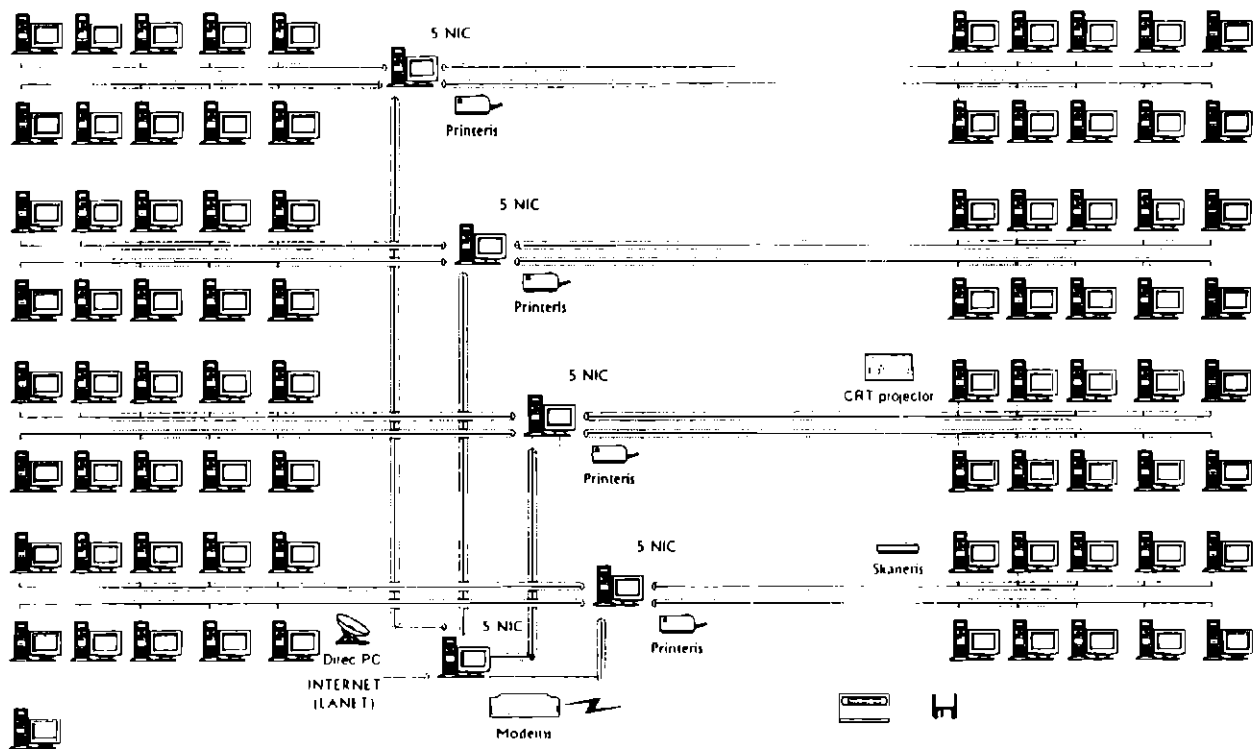 5 NIC
Printeris
5 NIC
Printeris
5 NIC
CRT projector
Printeris
5 NIC
Skaneris
Printeris
5 NIC
Direc PC
INTERNET
(LANET)
Modems